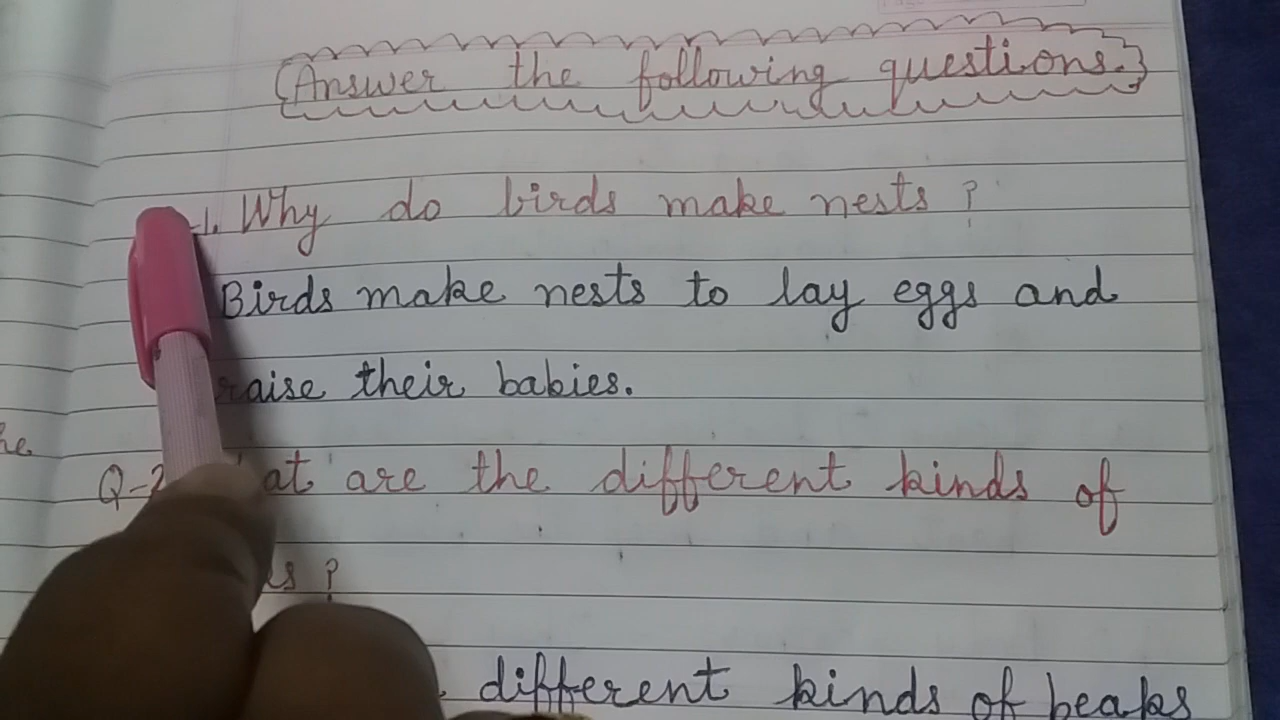 Answer the following questions.
1. Why do birds make nests ?
Birds make nests to lay eggs and
raise their babies.
Q-2 at are the different kinds of
s ?
different kinds of beaks
he